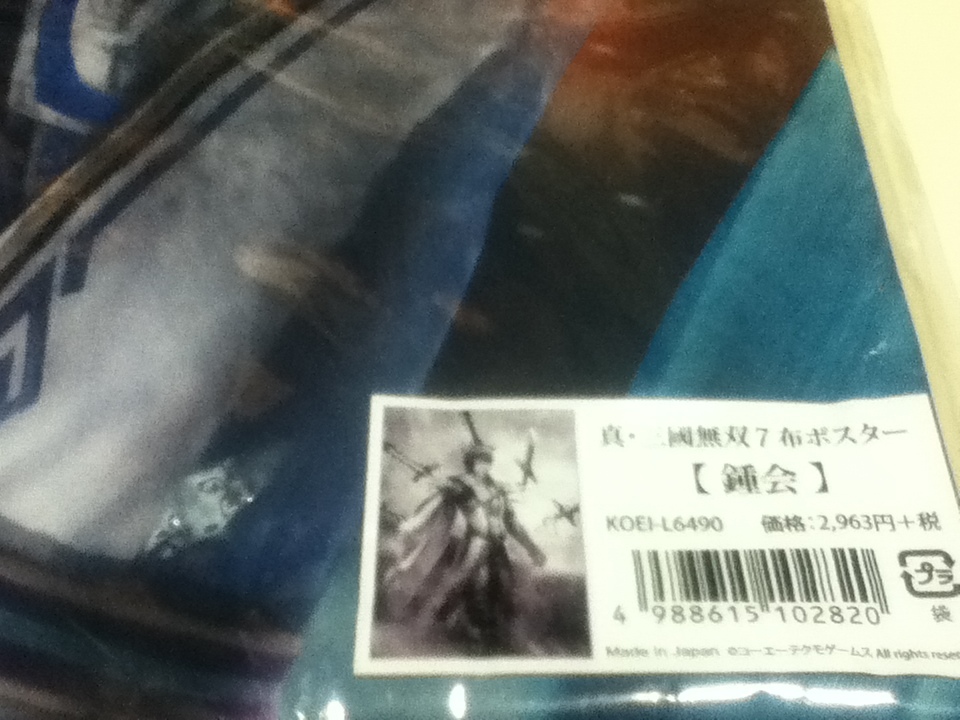 真・三國無双７布ポスター
【鍾会】
KOEI-L6490 価格:2,963円+税
プラ
4 988615 102820
袋
Made in Japan ©コーエーテクモゲームス All rights reser